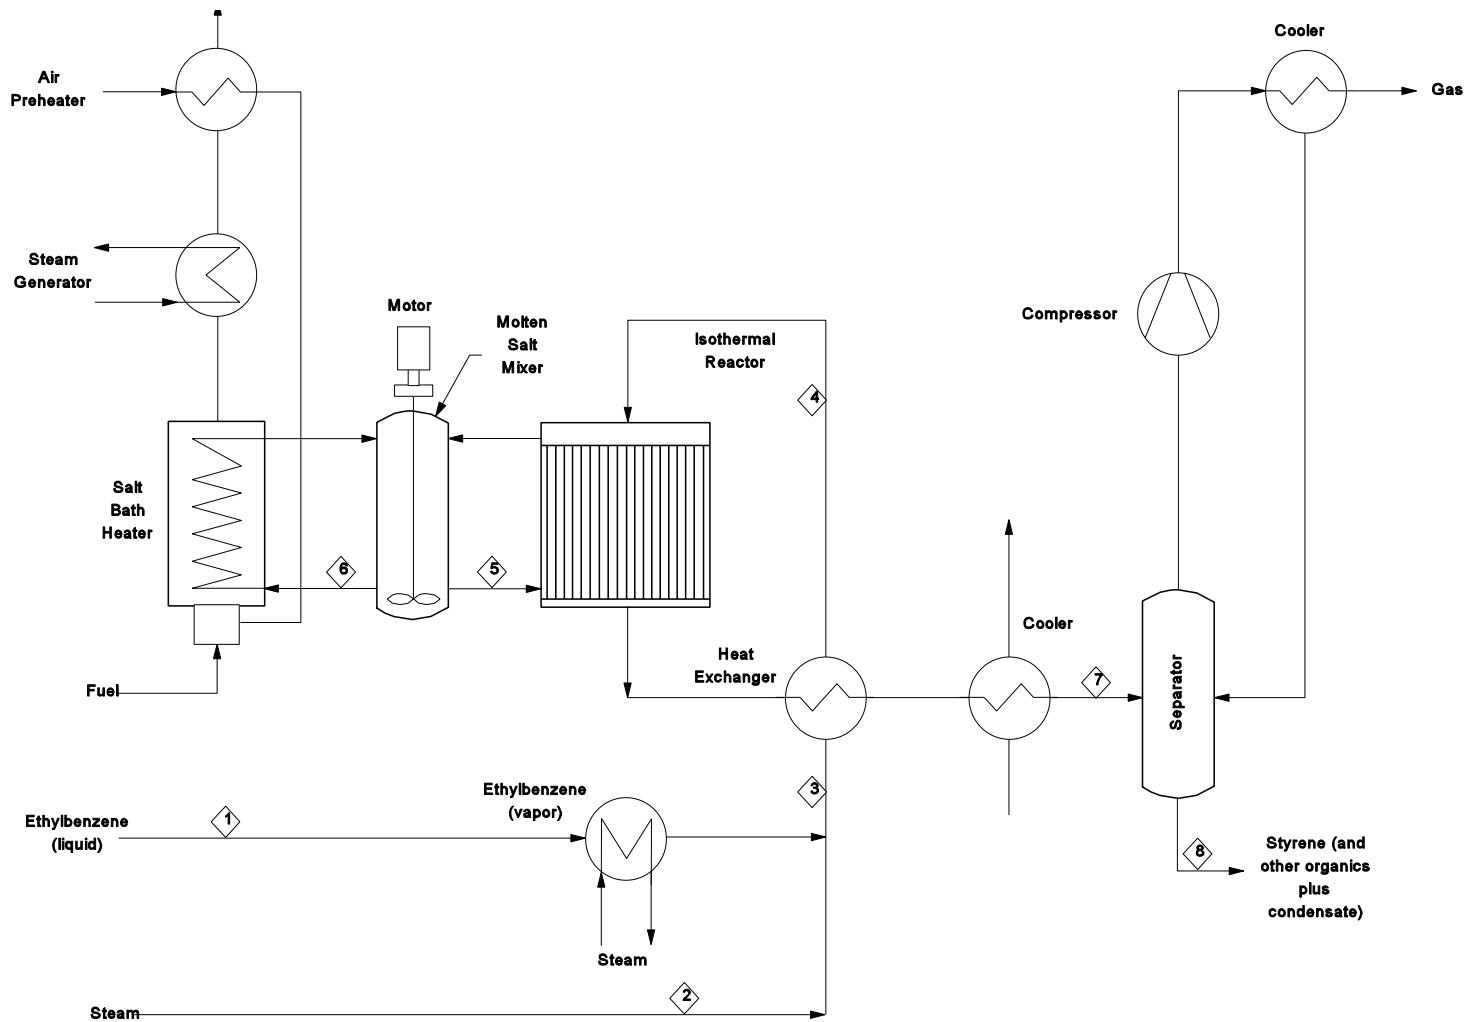 Cooler
Air
Preheater
Gas
Steam
Generator
Motor
Molten
Salt
Mixer
Compressor
Isothermal
Reactor
4
Salt
Bath
Heater
6
5
Cooler
Heat
Exchanger
7
Separator
Fuel
3
Ethylbenzene
(vapor)
1
Ethylbenzene
(liquid)
8
Styrene (and
other organics
plus
condensate)
Steam
2
Steam